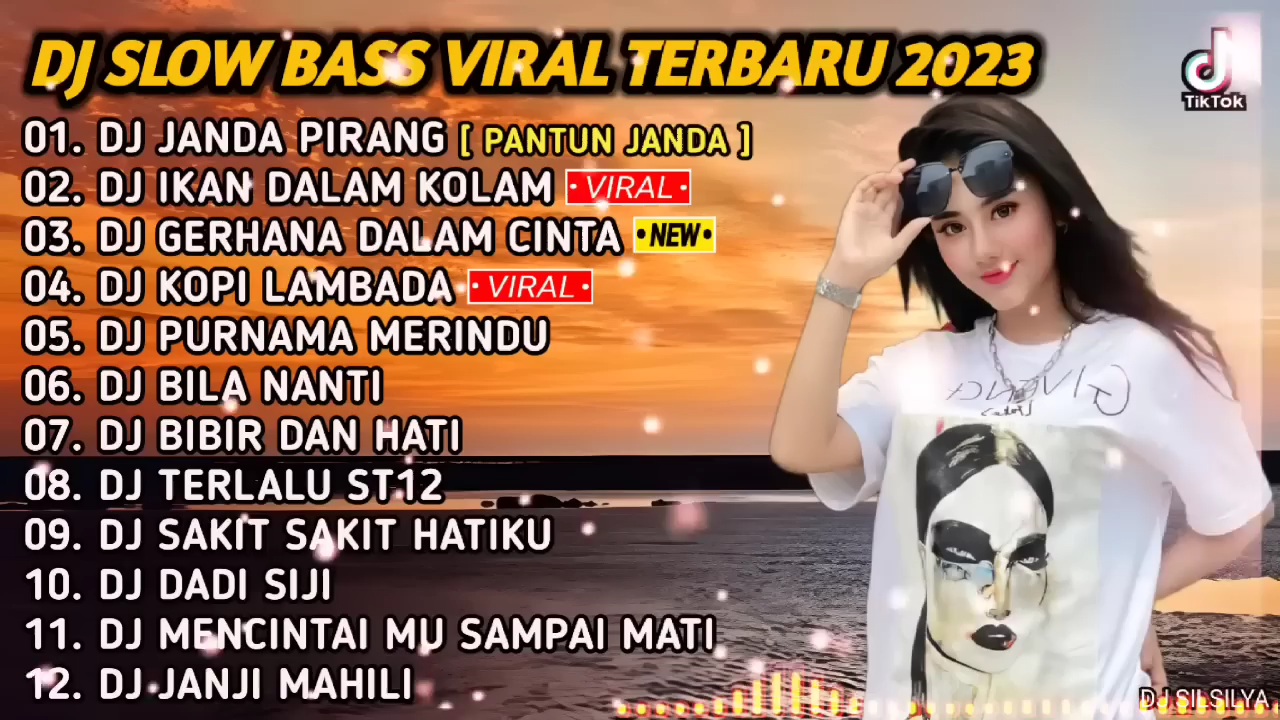 DJ SLOW BASS VIRAL TERBARU 2023
TikTok
01. DJ JANDA PIRANG [ PANTUN JANDA ]
02. DJ IKAN DALAM KOLAM • VIRAL •
03. DJ GERHANA DALAM CINTA • NEW •
04. DJ KOPI LAMBADA • VIRAL •
05. DJ PURNAMA MERINDU
06. DJ BILA NANTI
07. DJ BIBIR DAN HATI
08. DJ TERLALU ST12
09. DJ SAKIT SAKIT HATIKU
10. DJ DADI SIJI
11. DJ MENCINTAI MU SAMPAI MATI
12. DJ JANJI MAHILI
DJ SILSILYA